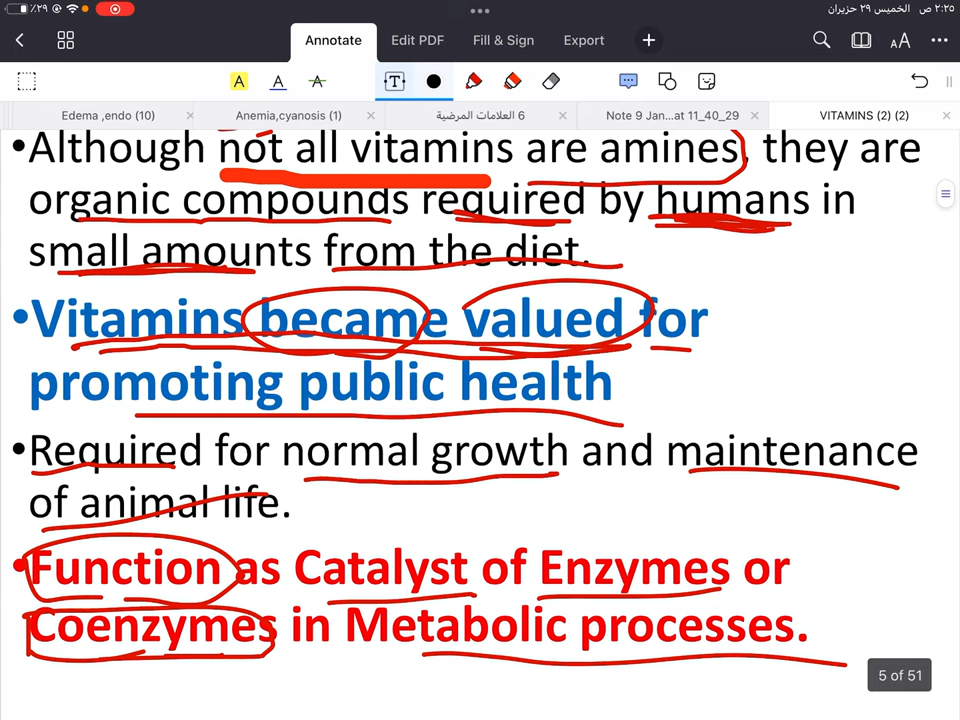 ٪٢٩ ٢:٢٥ ص الخميس ٢٩ حزيران
Annotate Edit PDF Fill & Sign Export
Edema ,endo (10) Anemia,cyanosis (1) 6 العلامات المرضية Note 9 Jan...at 11_40_29 VITAMINS (2) (2)
•Although not all vitamins are amines, they are
organic compounds required by humans in
small amounts from the diet.
•Vitamins became valued for
promoting public health
•Required for normal growth and maintenance
of animal life.
•Function as Catalyst of Enzymes or
Coenzymes in Metabolic processes.
5 of 51